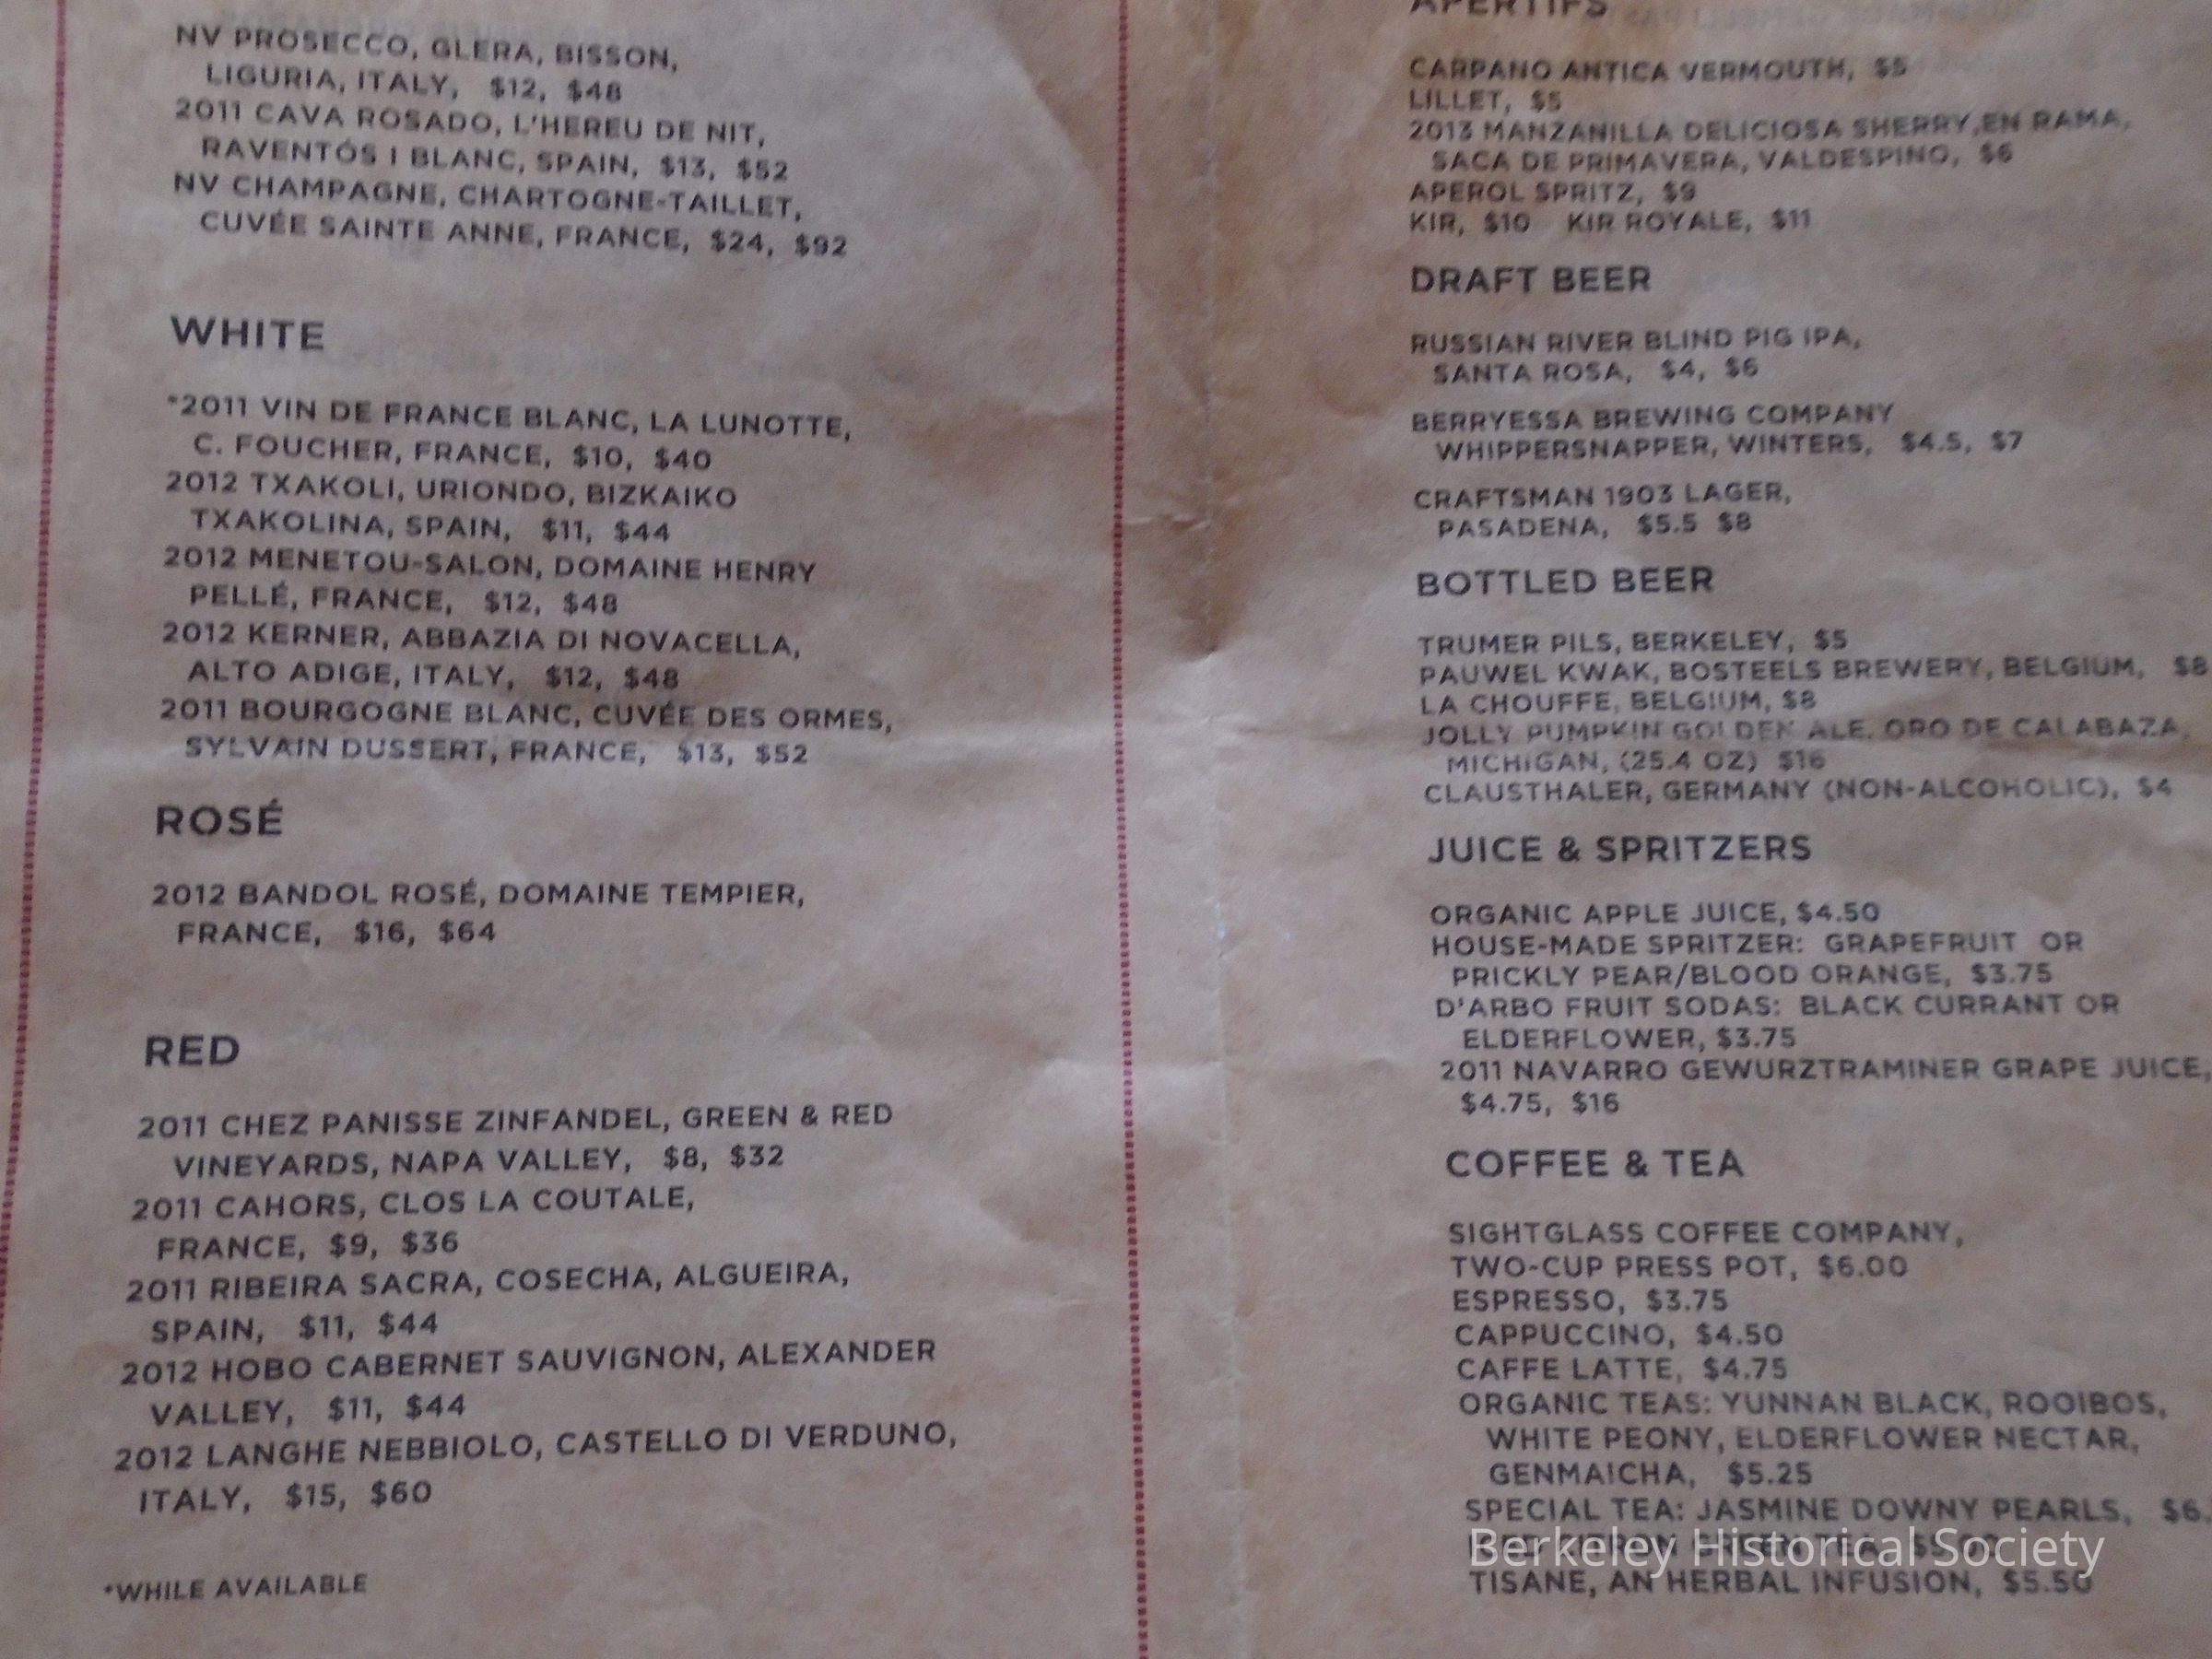 NV PROSECCO, GLERA, BISSON,
LIGURIA, ITALY, $12, $48
2011 CAVA ROSADO, L'HEREU DE NIT,
RAVENTÓS I BLANC, SPAIN, $13, $52
NV CHAMPAGNE, CHARTOGNE-TAILLET,
CUVÉE SAINTE ANNE, FRANCE, $24, $92
WHITE
*2011 VIN DE FRANCE BLANC, LA LUNOTTE,
C. FOUCHER, FRANCE, $10, $40
2012 TXAKOLI, URIONDO, BIZKAIKO
TXAKOLINA, SPAIN, $11, $44
2012 MENETOU-SALON, DOMAINE HENRY
PELLÉ, FRANCE, $12, $48
2012 KERNER, ABBAZIA DI NOVACELLA,
ALTO ADIGE, ITALY, $12, $48
2011 BOURGOGNE BLANC, CUVÉE DES ORMES,
SYLVAIN DUSSERT, FRANCE, $13, $52
ROSÉ
2012 BANDOL ROSÉ, DOMAINE TEMPIER,
FRANCE, $16, $64
RED
2011 CHEZ PANISSE ZINFANDEL, GREEN & RED
VINEYARDS, NAPA VALLEY, $8, $32
2011 CAHORS, CLOS LA COUTALE,
FRANCE, $9, $36
2011 RIBEIRA SACRA, COSECHA, ALGUEIRA,
SPAIN, $11, $44
2012 HOBO CABERNET SAUVIGNON, ALEXANDER
VALLEY, $11, $44
2012 LANGHE NEBBIOLO, CASTELLO DI VERDUNO,
ITALY, $15, $60
*WHILE AVAILABLE
APERTIFS
CARPANO ANTICA VERMOUTH, $5
LILLET, $5
2013 MANZANILLA DELICIOSA SHERRY,EN RAMA,
SACA DE PRIMAVERA, VALDESPINO, $6
APEROL SPRITZ, $9
KIR, $10 KIR ROYALE, $11
DRAFT BEER
RUSSIAN RIVER BLIND PIG IPA,
SANTA ROSA, $4, $6
BERRYESSA BREWING COMPANY
WHIPPERSNAPPER, WINTERS, $4.5, $7
CRAFTSMAN 1903 LAGER,
PASADENA, $5.5 $8
BOTTLED BEER
TRUMER PILS, BERKELEY, $5
PAUWEL KWAK, BOSTEELS BREWERY, BELGIUM, $8
LA CHOUFFE, BELGIUM, $8
JOLLY PUMPKIN GOLDEN ALE, ORO DE CALABAZA,
MICHIGAN, (25.4 OZ) $16
CLAUSTHALER, GERMANY (NON-ALCOHOLIC), $4
JUICE & SPRITZERS
ORGANIC APPLE JUICE, $4.50
HOUSE-MADE SPRITZER: GRAPEFRUIT OR
PRICKLY PEAR/BLOOD ORANGE, $3.75
D'ARBO FRUIT SODAS: BLACK CURRANT OR
ELDERFLOWER, $3.75
2011 NAVARRO GEWURZTRAMINER GRAPE JUICE,
$4.75, $16
COFFEE & TEA
SIGHTGLASS COFFEE COMPANY,
TWO-CUP PRESS POT, $6.00
ESPRESSO, $3.75
CAPPUCCINO, $4.50
CAFFE LATTE, $4.75
ORGANIC TEAS: YUNNAN BLACK, ROOIBOS,
WHITE PEONY, ELDERFLOWER NECTAR,
GENMAICHA, $5.25
SPECIAL TEA: JASMINE DOWNY PEARLS, $6.
TEA,
Berkeley Historical Society
TISANE, AN HERBAL INFUSION, $5.50